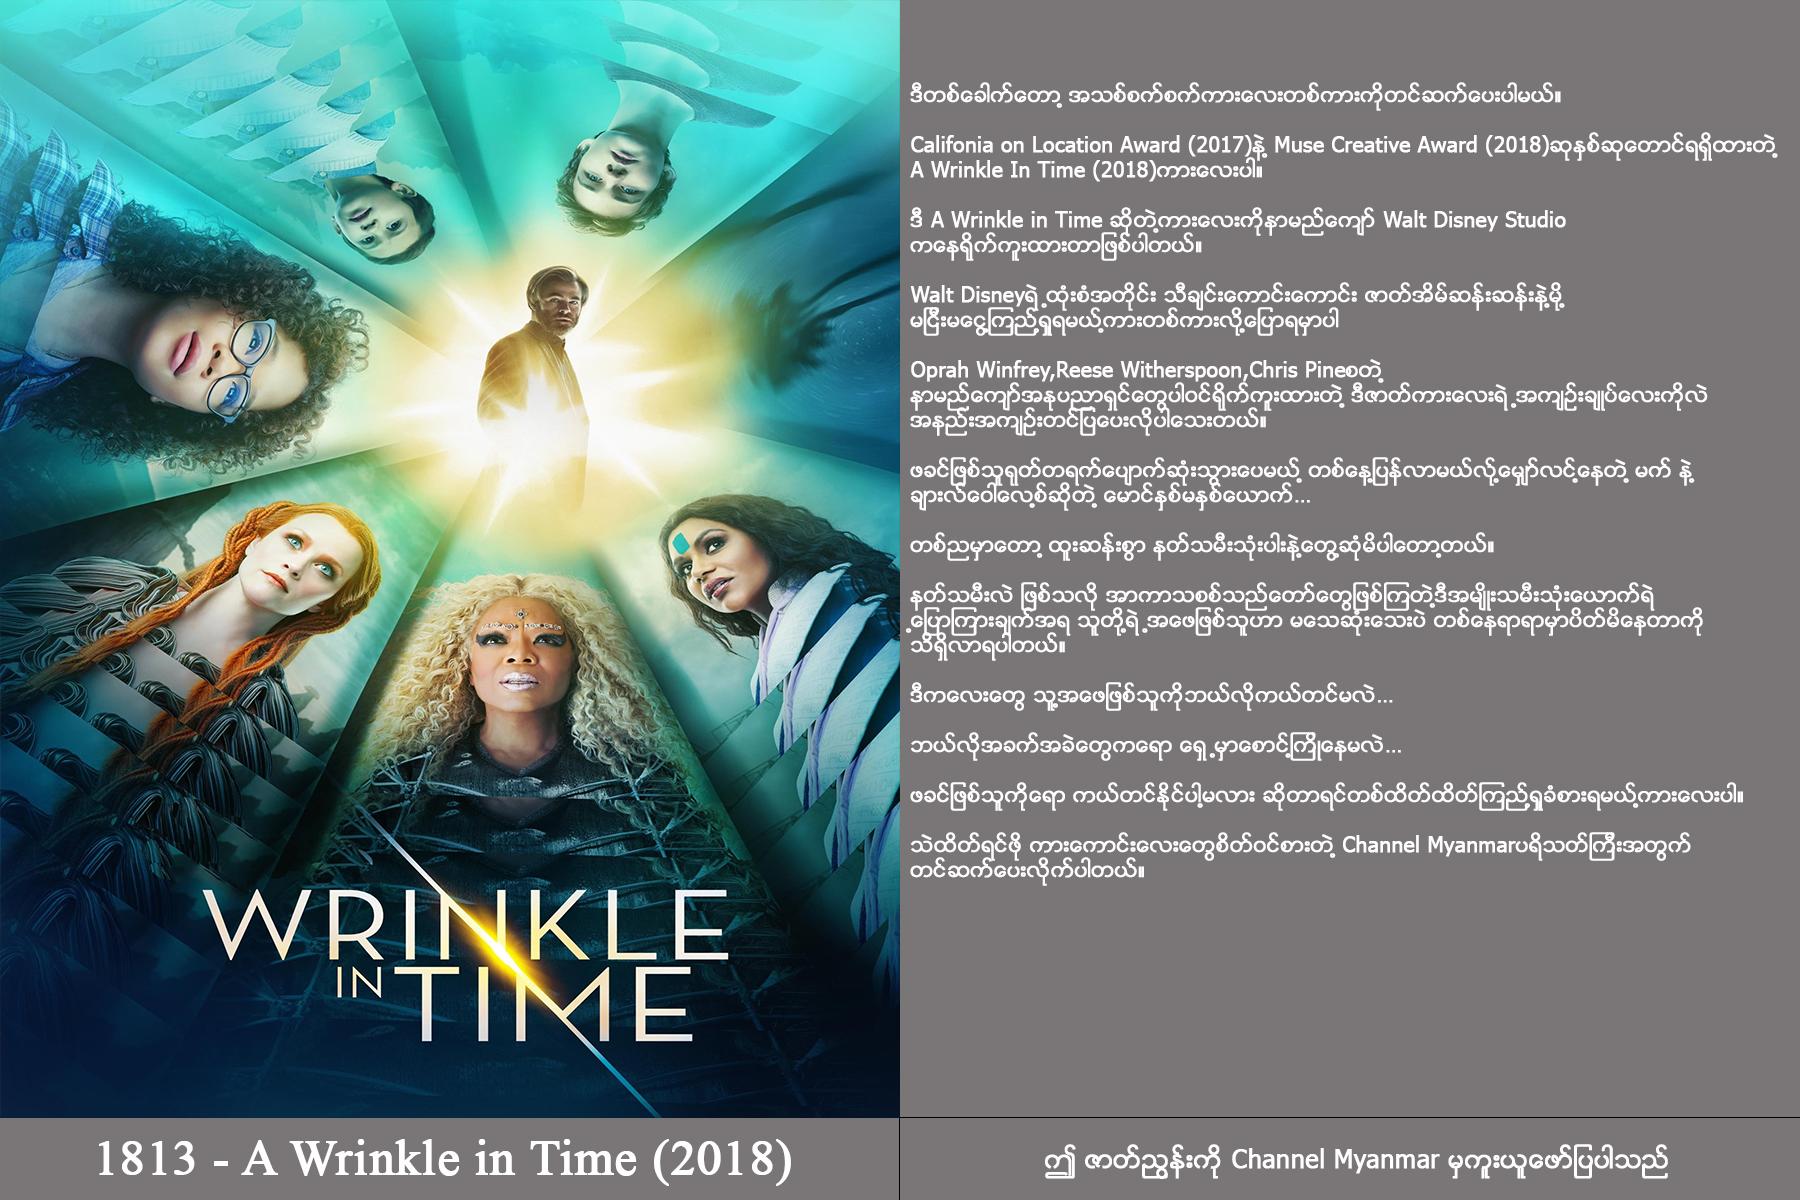 WRINKLE
IN TIME
1813 - A Wrinkle in Time (2018)
ဒီတစ်ခေါက်တော့ အသစ်စက်စက်ကားလေးတစ်ကားကိုတင်ဆက်ပေးပါမယ်။
Califonia on Location Award (2017)နဲ့ Muse Creative Award (2018)ဆုနှစ်ဆုတောင်ရရှိထားတဲ့
A Wrinkle In Time (2018)ကားလေးပါ။
ဒီ A Wrinkle in Time ဆိုတဲ့ကားလေးကိုနာမည်ကျော် Walt Disney Studio
ကနေရိုက်ကူးထားတာဖြစ်ပါတယ်။
Walt Disneyရဲ့ထုံးစံအတိုင်း သီချင်းကောင်းကောင်း ဇာတ်အိမ်ဆန်းဆန်းနဲ့မို့
မငြီးမငွေ့ကြည့်ရှုရမယ့်ကားတစ်ကားလို့ပြောရမှာပါ
Oprah Winfrey,Reese Witherspoon,Chris Pineစတဲ့
နာမည်ကျော်အနုပညာရှင်တွေပါဝင်ရိုက်ကူးထားတဲ့ ဒီဇာတ်ကားလေးရဲ့အကျဉ်းချုပ်လေးကိုလဲ
အနည်းအကျဉ်းတင်ပြပေးလိုပါသေးတယ်။
ဖခင်ဖြစ်သူရုတ်တရက်ပျောက်ဆုံးသွားပေမယ့် တစ်နေ့ပြန်လာမယ်လို့မျှော်လင့်နေတဲ့ မက် နဲ့
ချားလ်ဝေါလေ့စ်ဆိုတဲ့ မောင်နှစ်မနှစ်ယောက်...
တစ်ညမှာတော့ ထူးဆန်းစွာ နတ်သမီးသုံးပါးနဲ့တွေ့ဆုံမိပါတော့တယ်။
နတ်သမီးလဲ ဖြစ်သလို အာကာသစစ်သည်တော်တွေဖြစ်ကြတဲ့ဒီအမျိုးသမီးသုံးယောက်ရဲ
့ပြောကြားချက်အရ သူတို့ရဲ့အဖေဖြစ်သူဟာ မသေဆုံးသေးပဲ တစ်နေရာရာမှာပိတ်မိနေတာကို
သိရှိလာရပါတယ်။
ဒီကလေးတွေ သူ့အဖေဖြစ်သူကိုဘယ်လိုကယ်တင်မလဲ...
ဘယ်လိုအခက်အခဲတွေကရော ရှေ့မှာစောင့်ကြိုနေမလဲ...
ဖခင်ဖြစ်သူကိုရော ကယ်တင်နိုင်ပါ့မလား ဆိုတာရင်တစ်ထိတ်ထိတ်ကြည့်ရှုခံစားရမယ့်ကားလေးပါ။
သဲထိတ်ရင်ဖို ကားကောင်းလေးတွေစိတ်ဝင်စားတဲ့ Channel Myanmarပရိသတ်ကြီးအတွက်
တင်ဆက်ပေးလိုက်ပါတယ်။
ဤ ဇာတ်ညွှန်းကို Channel Myanmar မှကူးယူဖော်ပြပါသည်